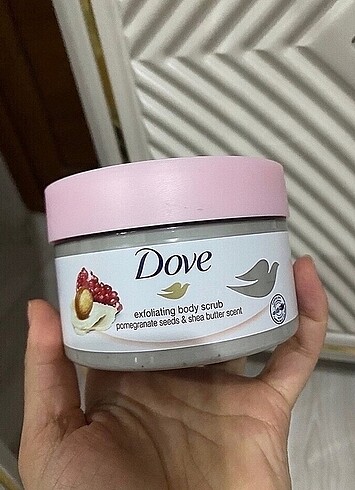 Dove
exfoliating body scrub
pomegranate seeds & shea butter scent